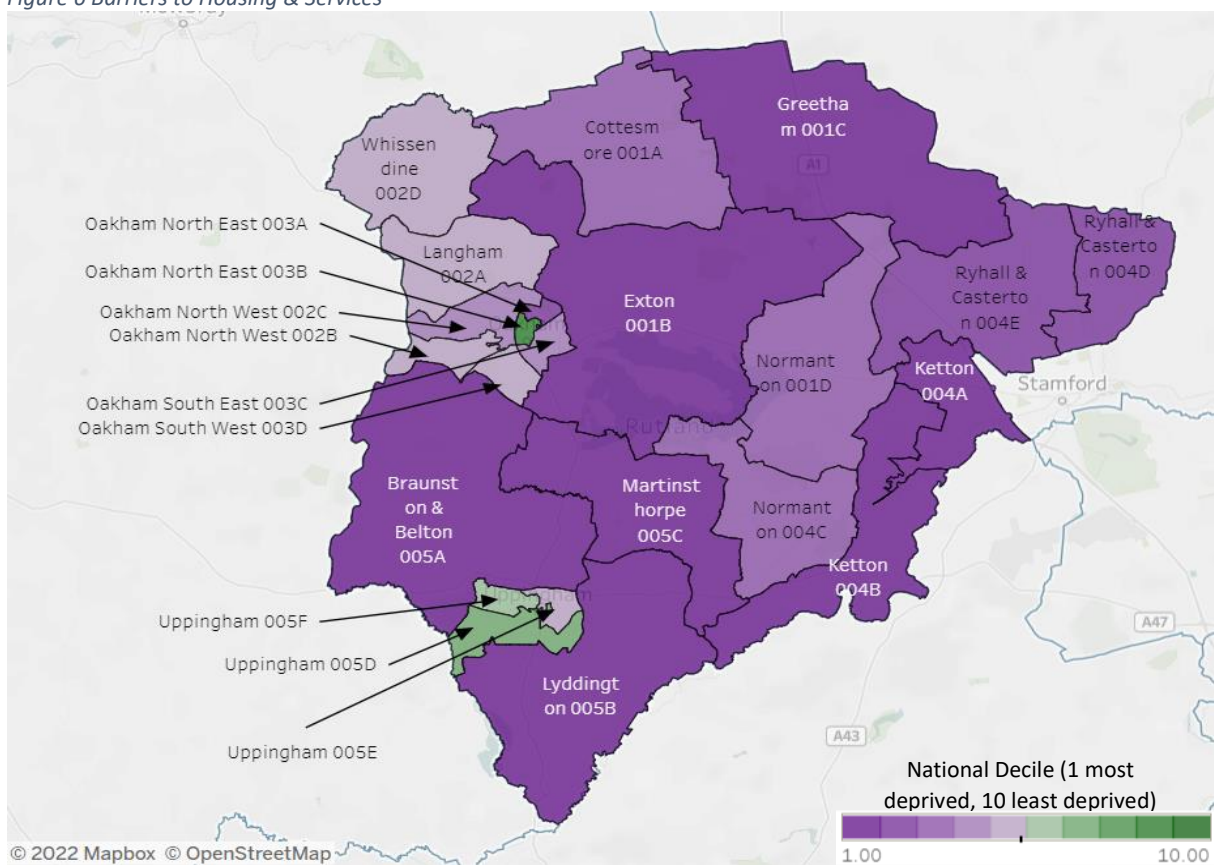 Figure 6 Barriers to Housing & Services
Greetha
m 001C
Cottesm
ore 001A
A1
Whissen
dine
002D
Oakham North East 003A
Ryhall &
Casterto
n 004D
Langham
002A
Oakham North East 003B
Ryhall &
Casterto
n 004E
Exton
001B
Oakham North West 002C
Oakham North West 002B
Normant
on 001D
Ketton
004A
Stamford
Oakham South East 003C
Oakham South West 003D
Rutland
Braunst
on &
Belton
005A
Martinst
horpe
005C
Normant
on 004C
Ketton
004B
Uppingham
Uppingham 005F
A47
Uppingham 005D
Lyddingt
on 005B
Uppingham 005E
A43
National Decile (1 most
deprived, 10 least deprived)
© 2022 Mapbox © OpenStreetMap
1.00
10.00